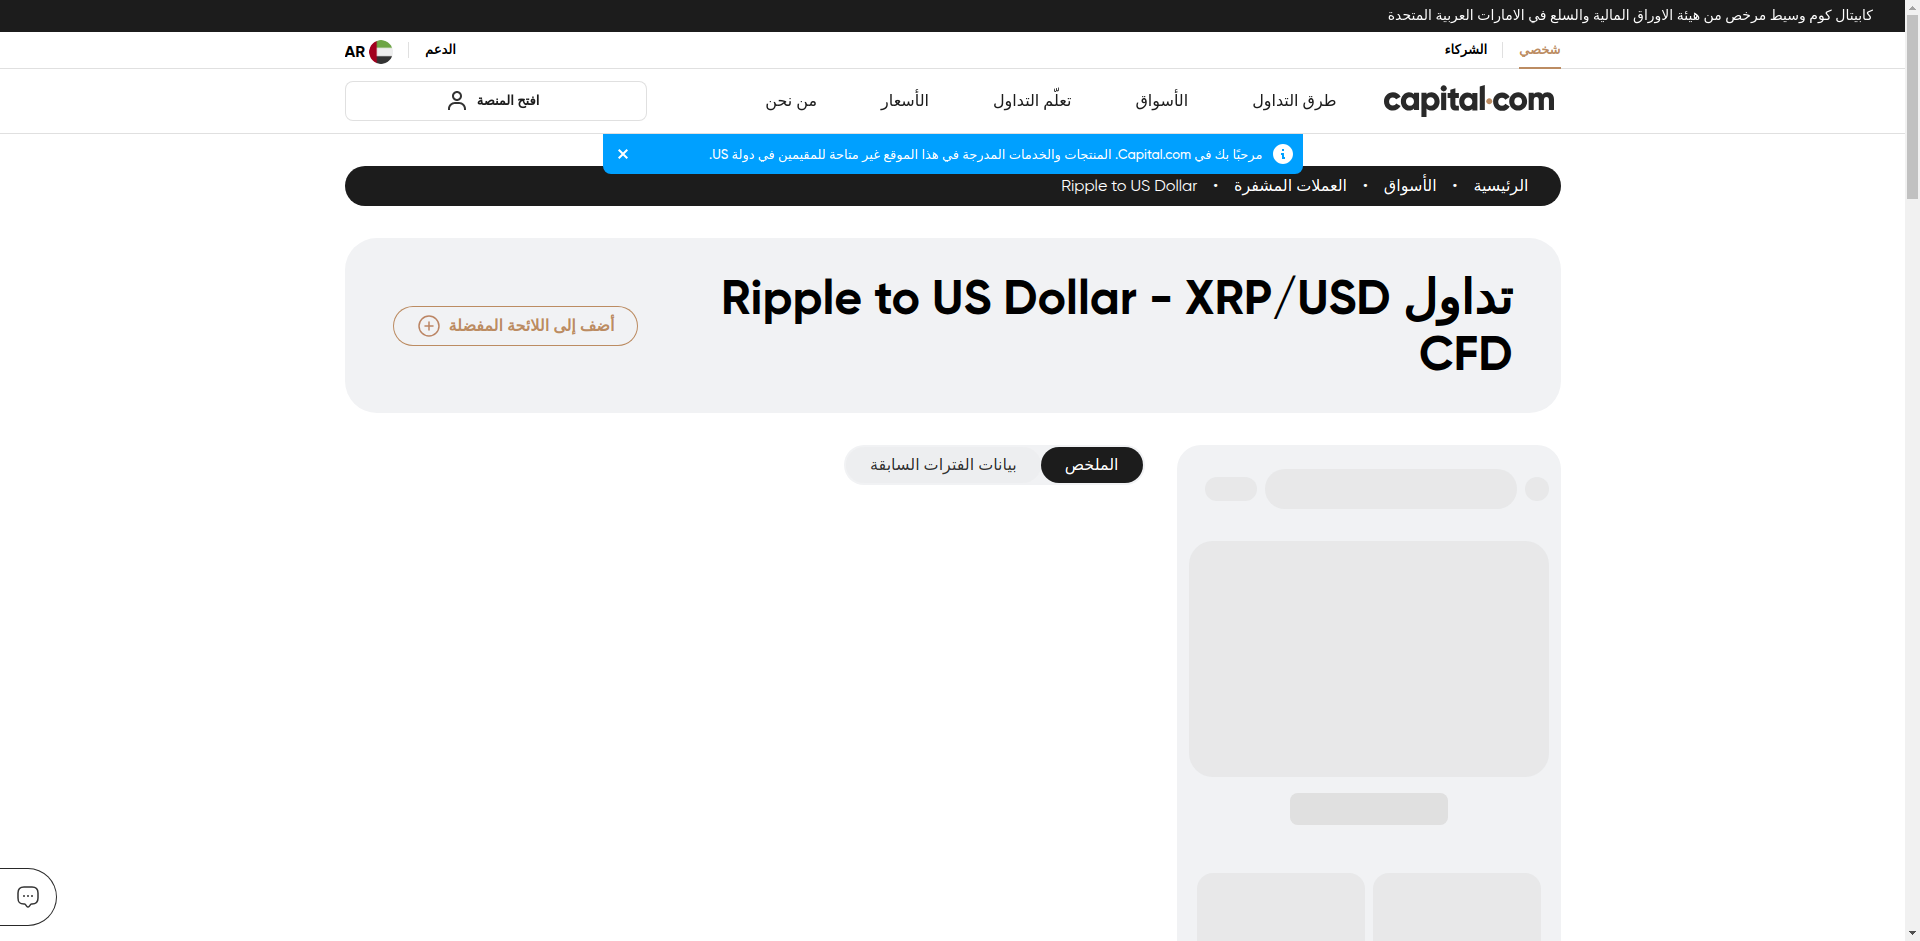 كابيتال كوم وسيط مرخص من هيئة الاوراق المالية والسلع في الامارات العربية المتحدة
شخصي
الشركاء
الدعم
AR
capital.com
طرق التداول
الأسواق
تعلّم التداول
الأسعار
من نحن
افتح المنصة
مرحبًا بك في Capital.com. المنتجات والخدمات المدرجة في هذا الموقع غير متاحة للمقيمين في دولة US.
الرئيسية • الأسواق • العملات المشفرة • Ripple to US Dollar
تداول Ripple to US Dollar - XRP/USD
CFD
أضف إلى اللائحة المفضلة
الملخص
بيانات الفترات السابقة